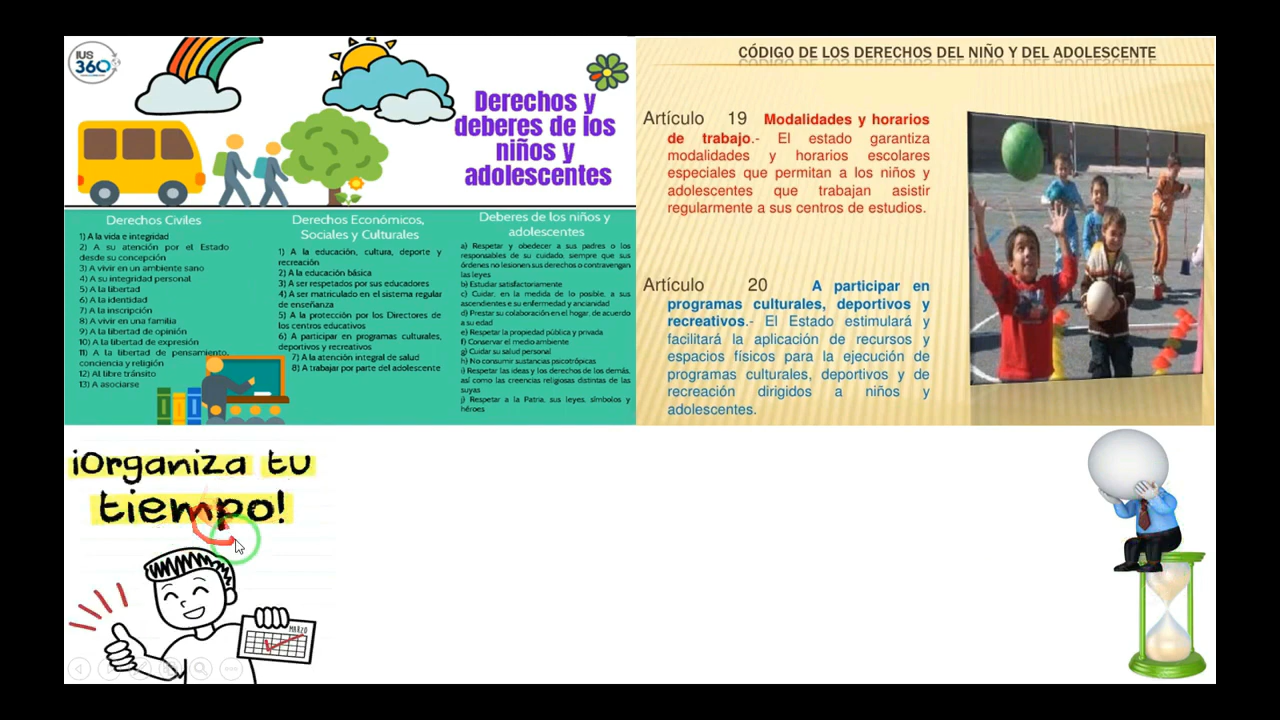 IUS
360
Derechos y
deberes de los
niños y
adolescentes
Derechos Civiles
1) A la vida e integridad
2) A su atención por el Estado
desde su concepción
3) A vivir en un ambiente sano
4) A su integridad personal
5) A la libertad
6) A la identidad
7) A la inscripción
8) A vivir en una familia
9) A la libertad de opinión
10) A la libertad de expresión
11) A la libertad de pensamiento,
conciencia y religión
12) Al libre tránsito
13) A asociarse
Derechos Económicos,
Sociales y Culturales
1) A la educación, cultura, deporte y
recreación
2) A la educación básica
3) A ser respetados por sus educadores
4) A ser matriculado en el sistema regular
de enseñanza
5) A la protección por los Directores de
los centros educativos
6) A participar en programas culturales,
deportivos y recreativos
7) A la atención integral de salud
8) A trabajar por parte del adolescente
Deberes de los niños y
adolescentes
a) Respetar y obedecer a sus padres o los
responsables de su cuidado, siempre que sus
órdenes no lesionen sus derechos o contravengan
las leyes
b) Estudiar satisfactoriamente
c) Cuidar, en la medida de lo posible, a sus
ascendientes e su enfermedad y ancianidad
d) Prestar su colaboración en el hogar, de acuerdo
a su edad
e) Respetar la propiedad pública y privada
f) Conservar el medio ambiente
g) Cuidar su salud personal
h) No consumir sustancias psicotrópicas
i) Respetar las ideas y los derechos de los demás,
así como las creencias religiosas distintas de las
suyas
j) Respetar a la Patria, sus leyes, símbolos y
héroes
CÓDIGO DE LOS DERECHOS DEL NIÑO Y DEL ADOLESCENTE
Artículo 19 Modalidades y horarios
de trabajo.- El estado garantiza
modalidades y horarios escolares
especiales que permitan a los niños y
adolescentes que trabajan asistir
regularmente a sus centros de estudios.
Artículo 20 A participar en
programas culturales, deportivos y
recreativos.- El Estado estimulará y
facilitará la aplicación de recursos y
espacios físicos para la ejecución de
programas culturales, deportivos y de
recreación dirigidos a niños y
adolescentes.
¡Organiza tu
tiempo!
MARZO